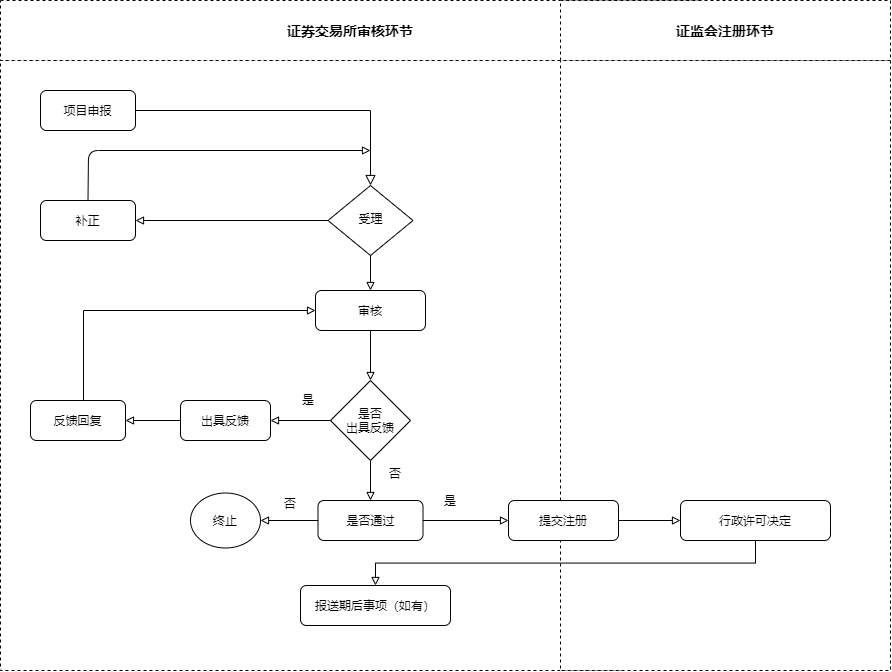 证券交易所审核环节
证监会注册环节
项目申报
补正
受理
审核
反馈回复
出具反馈
是
是否
出具反馈
否
终止
否
是否通过
是
提交注册
行政许可决定
报送期后事项（如有）